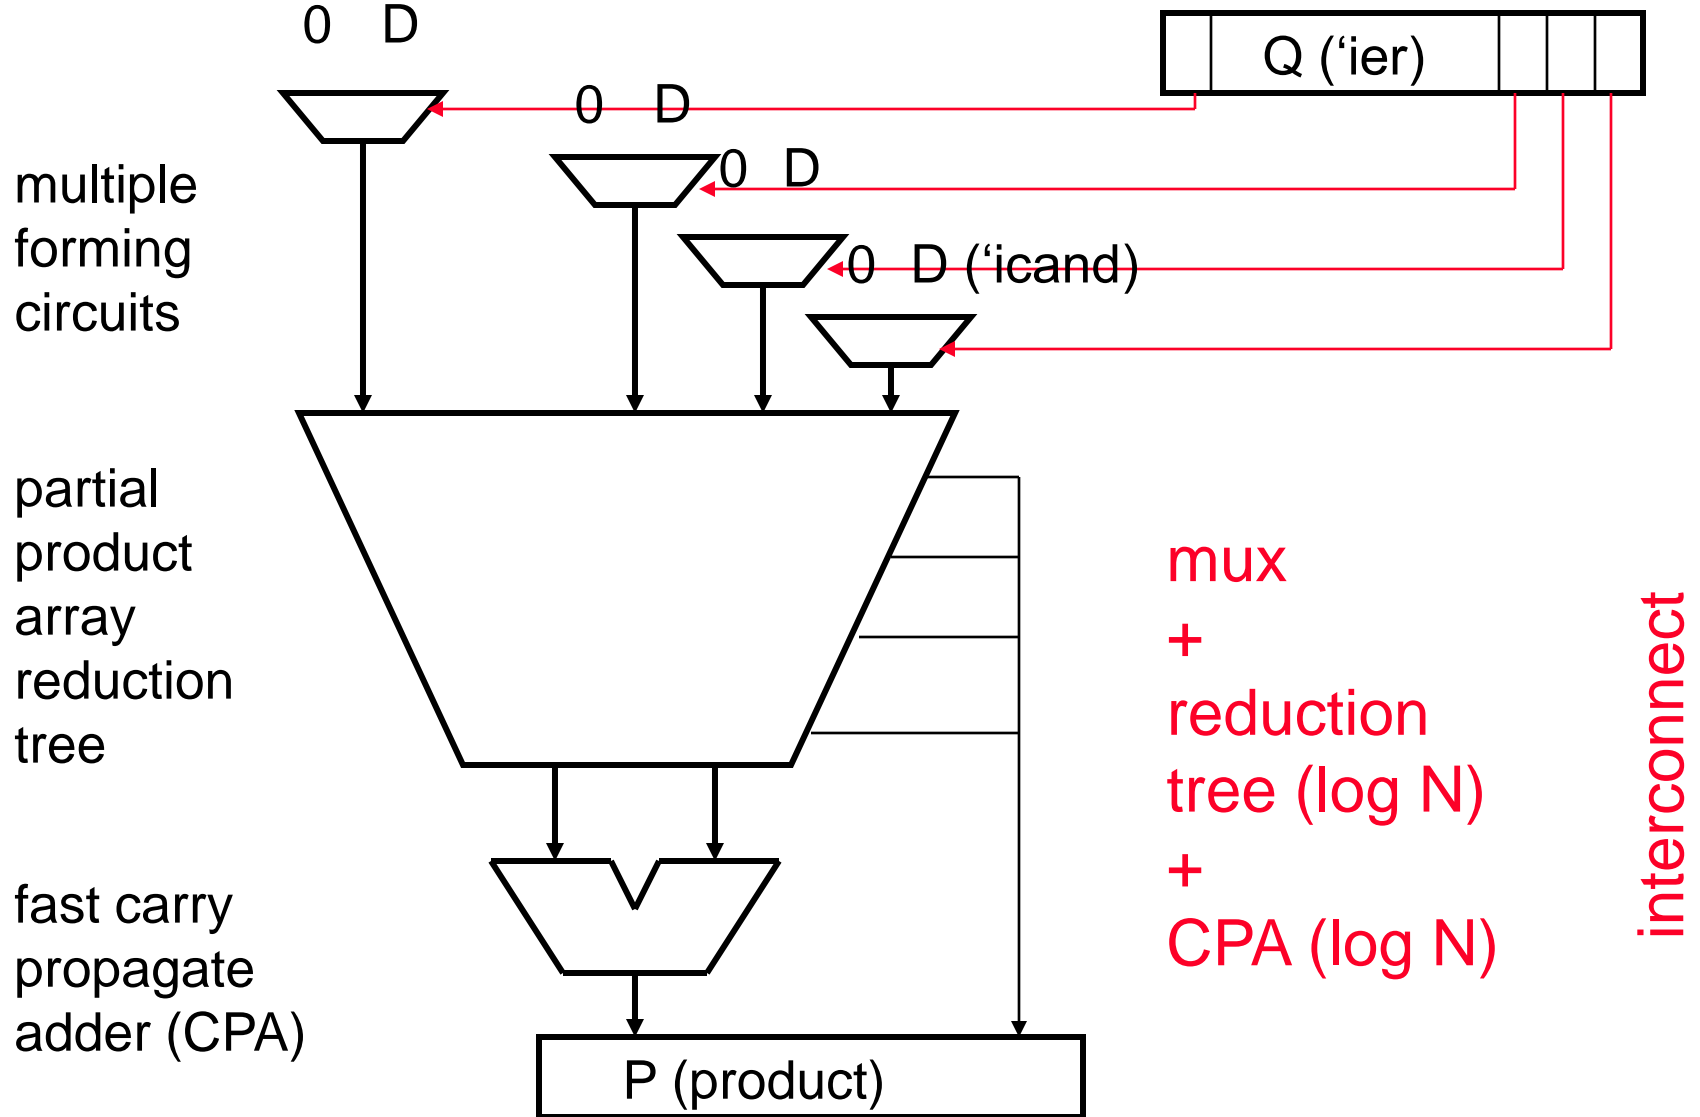 0 D
Q (‘ier)
0 D
0 D
0 D (‘icand)
multiple
forming
circuits
partial
product
array
reduction
tree
mux
+
reduction
tree (log N)
+
CPA (log N)
interconnect
fast carry
propagate
adder (CPA)
P (product)